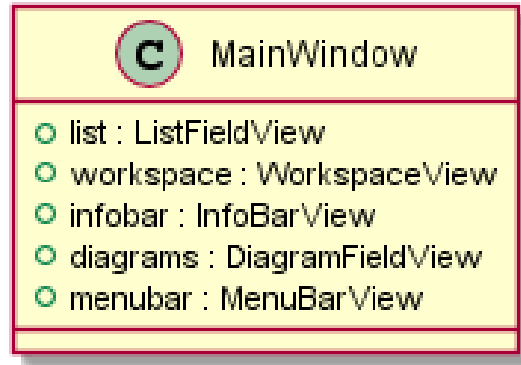 C MainWindow
list : ListFieldView
workspace : WorkspaceView
infobar : InfoBarView
diagrams : DiagramFieldView
menubar : MenuBarView